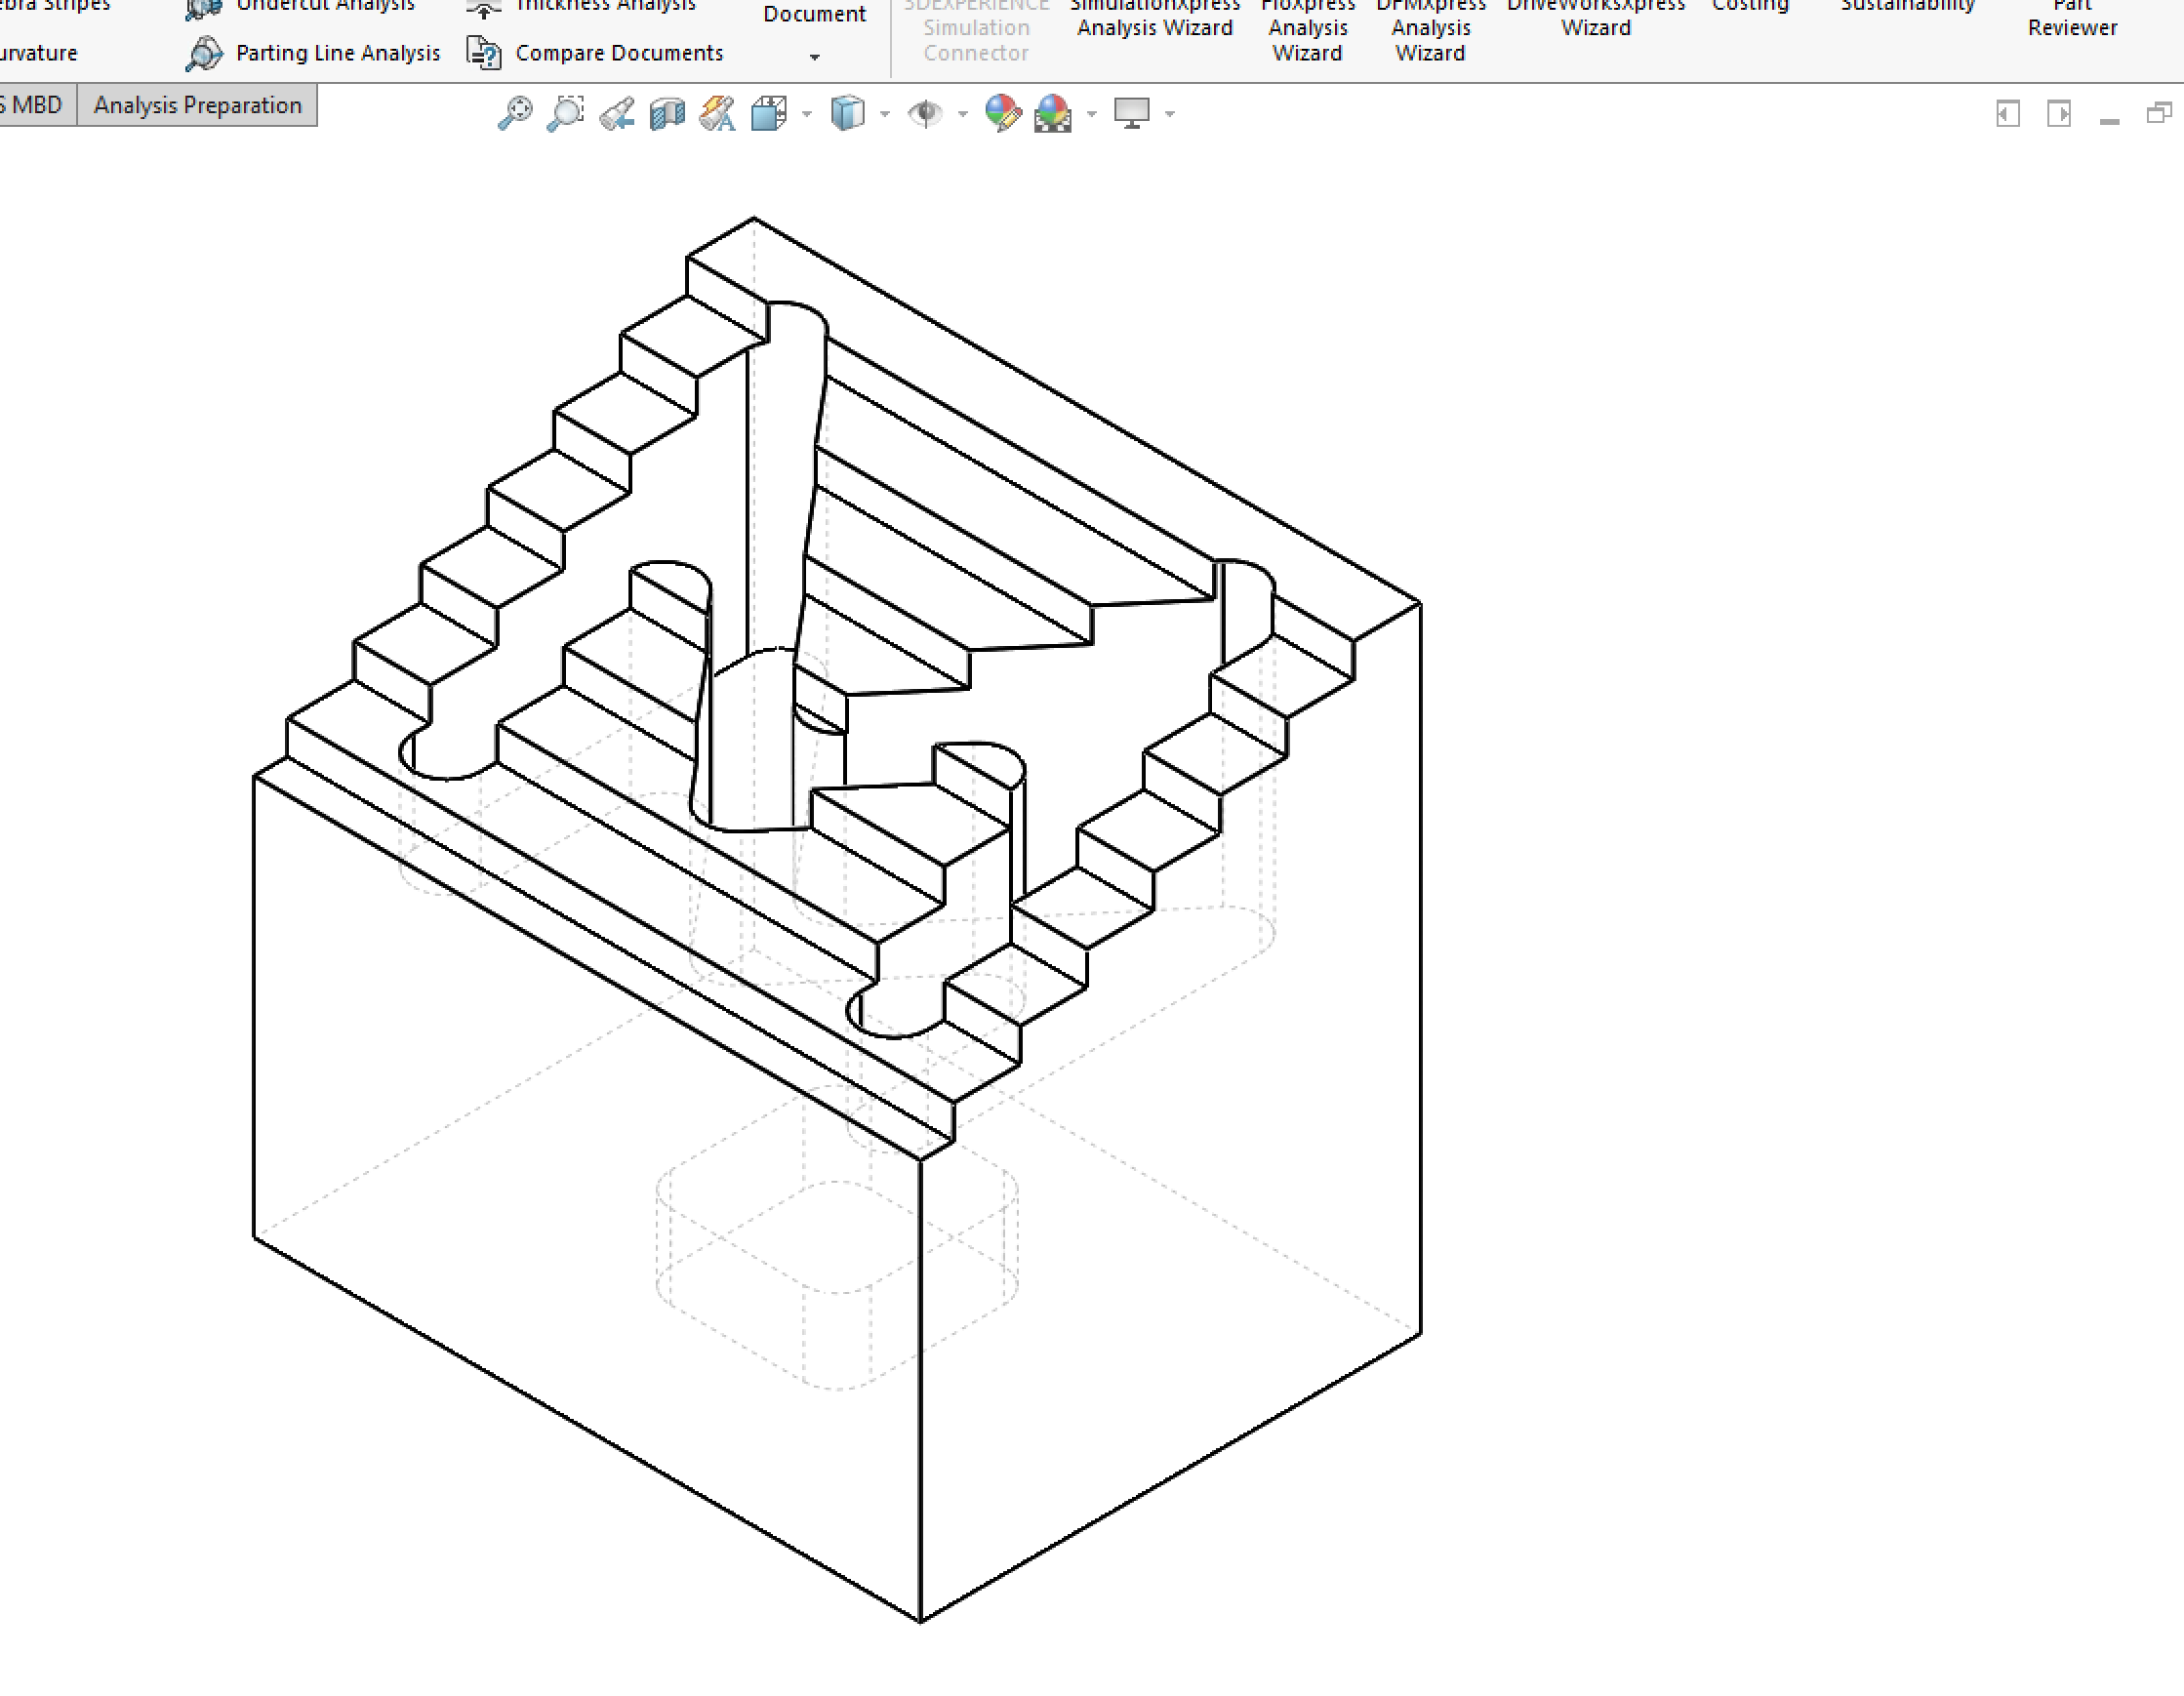 Undercut Analysis
Thickness Analysis
Document
3DEXPERIENCE
Simulation
Connector
SimulationXpress
Analysis Wizard
FloXpress
Analysis
Wizard
DFMXpress
Analysis
Wizard
DriveWorksXpress
Wizard
Costing
Sustainability
Part
Reviewer
Parting Line Analysis
Compare Documents
MBD
Analysis Preparation